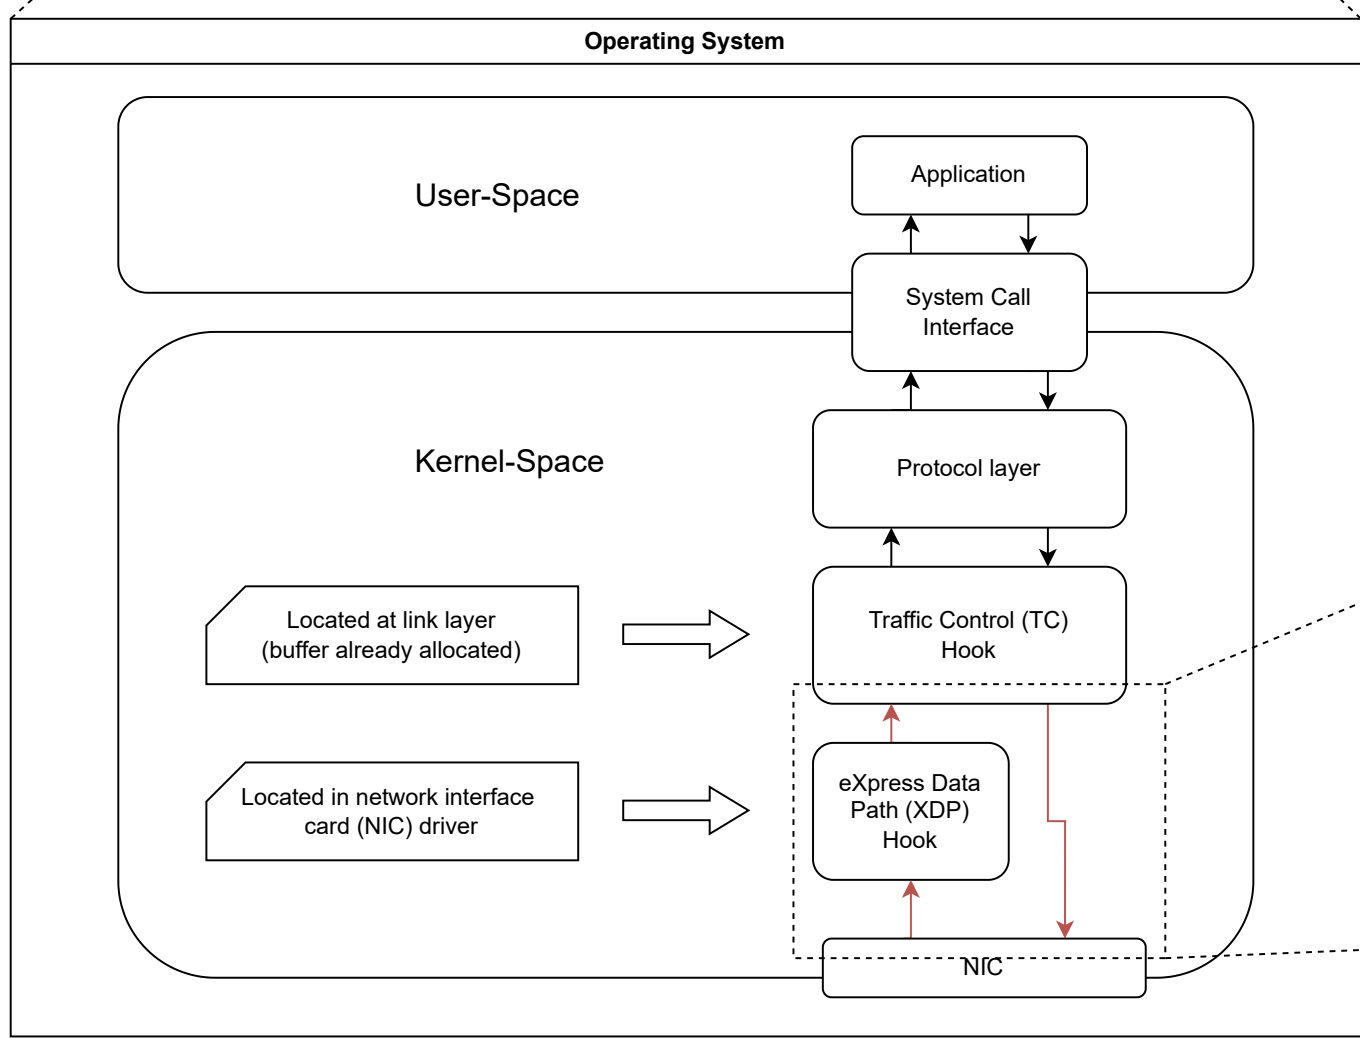 Operating System
User-Space
Application
System Call
Interface
Kernel-Space
Protocol layer
Located at link layer
(buffer already allocated)
Traffic Control (TC)
Hook
Located in network interface
card (NIC) driver
eXpress Data
Path (XDP)
Hook
NIC